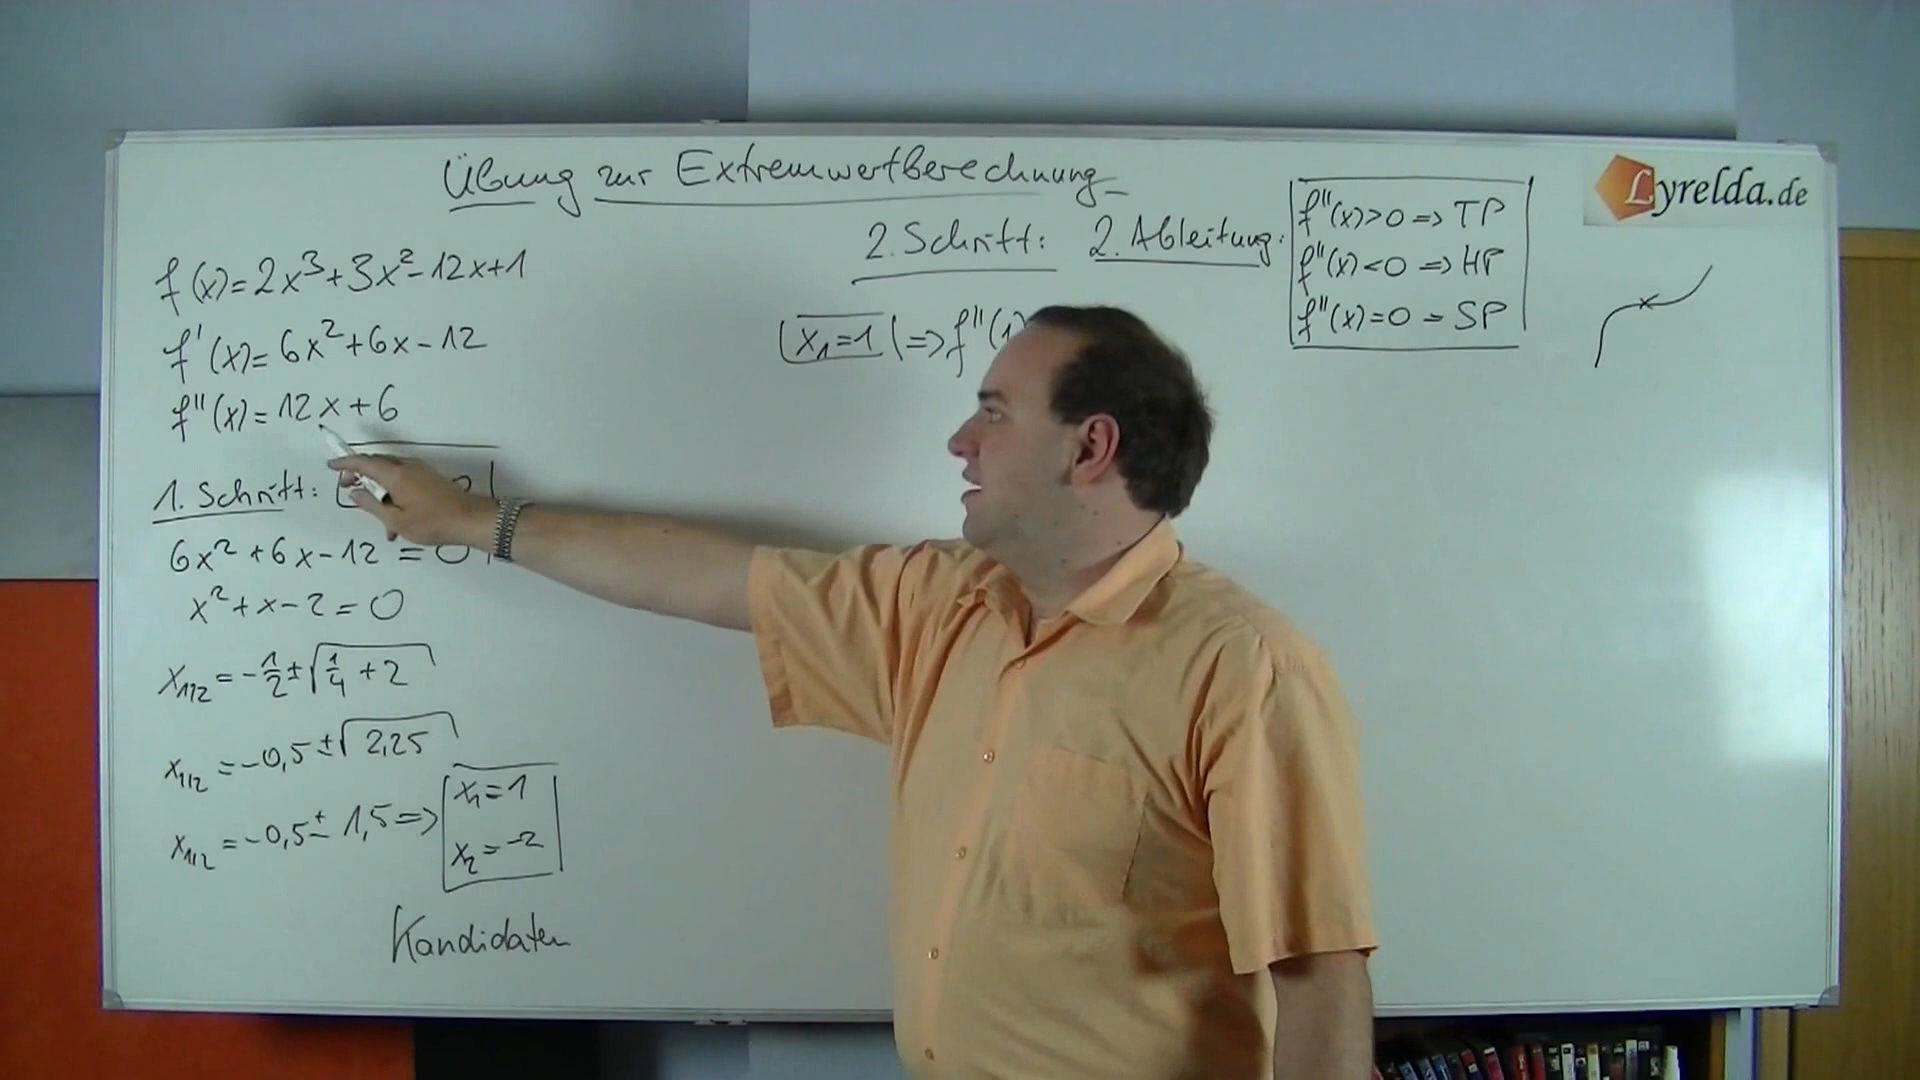 Übung zur Extremwertberechnung
Lyrelda.de
f(x)=2x³+3x²-12x+1
f'(x)=6x²+6x-12
f''(x)=12x+6
1. Schritt:
6x²+6x-12=0
x²+x-2=0
x₁/₂=-1/2±√(1/4+2)
x₁/₂=-0,5±√2,25
x₁/₂=-0,5±1,5=>
x₁=1
x₂=-2
Kandidaten
2. Schritt: 2. Ableitung:
f''(x)>0=>TP
f''(x)<0=>HP
f''(x)=0=SP
x₁=1 =>f''(1)